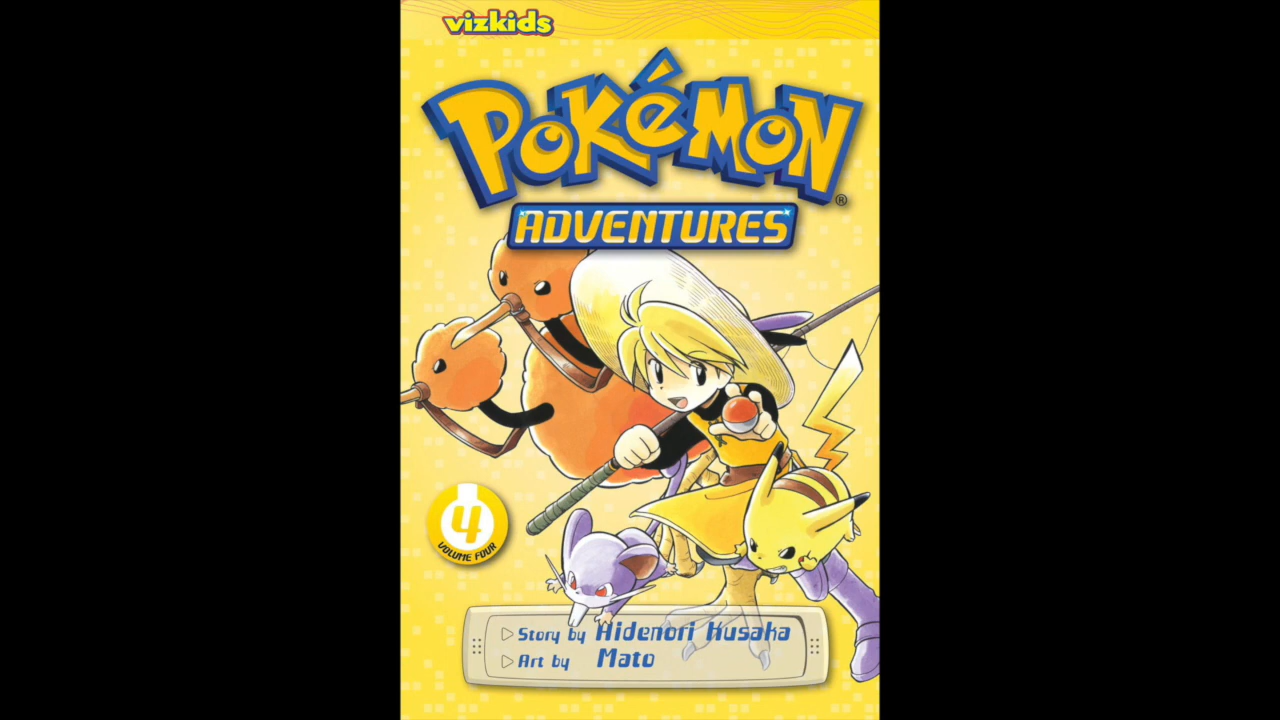 vizkids
POKéMON®
ADVENTURES
4
VOLUME FOUR
Story by Hidenori Kusaka
Art by Mato